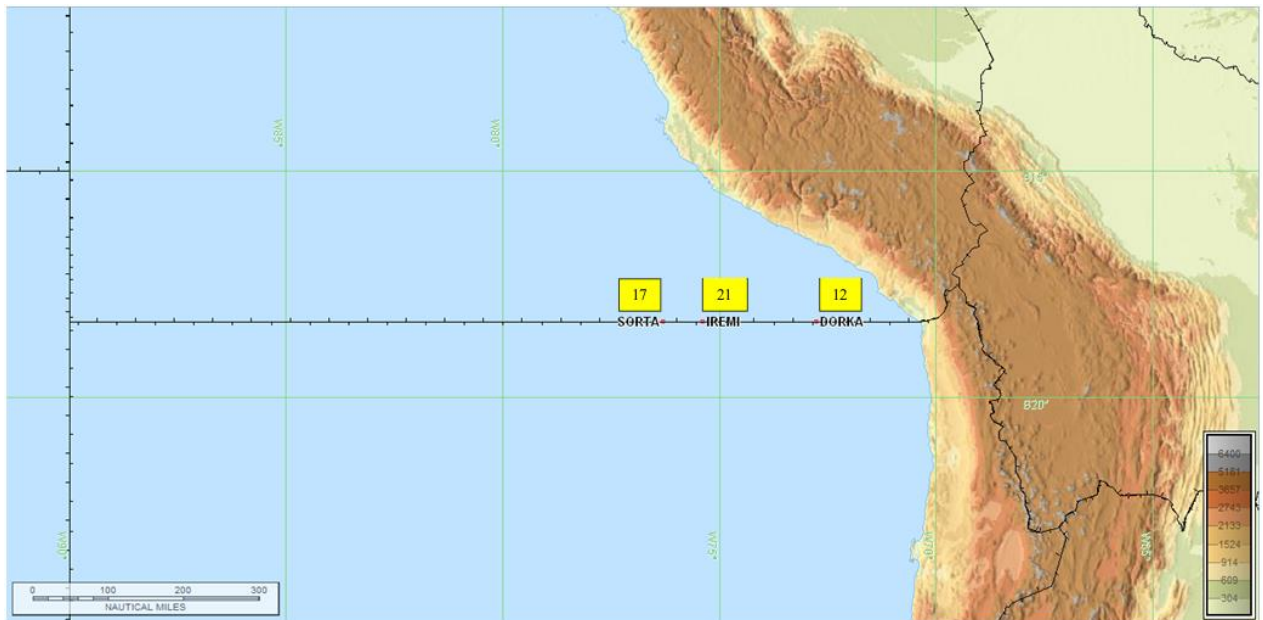 W85°
W80°
S15°
17
21
12
SORTA
IREMI
DORKA
B20°
W90°
W75°
W70°
W65°
0 100 200 300
NAUTICAL MILES
6400
5181
3657
2743
2133
1524
914
609
304